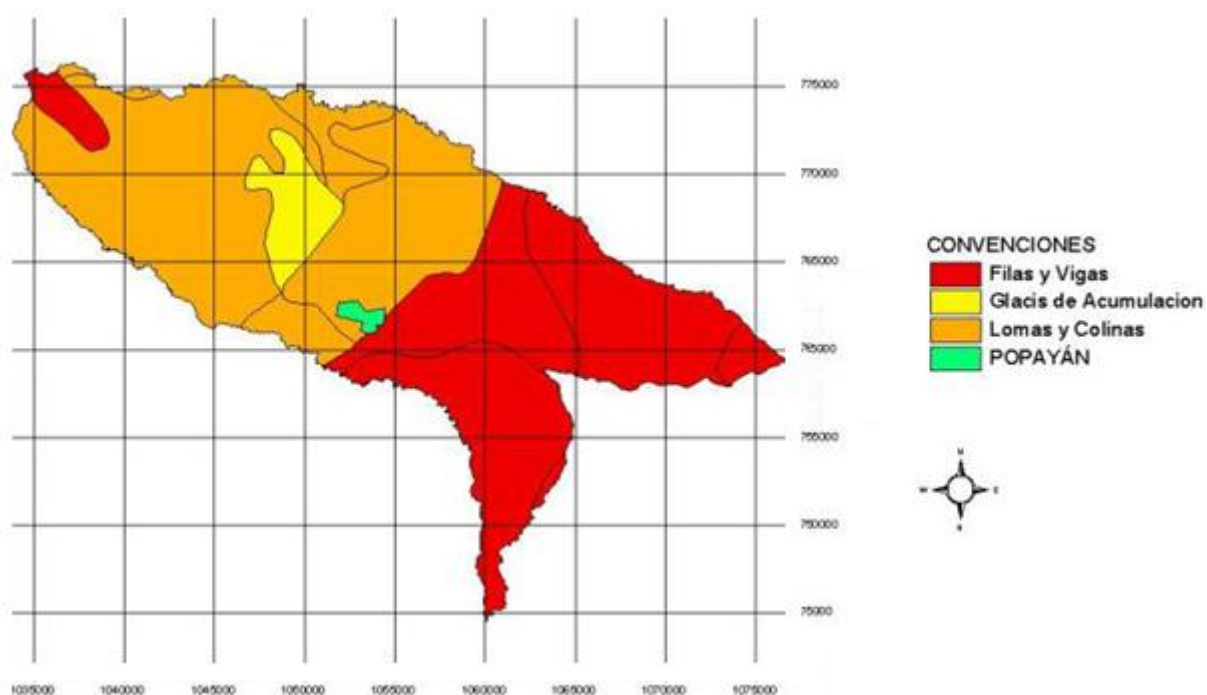 775000
770000
765000
755000
750000
CONVENCIONES
Filas y Vigas
Glacis de Acumulacion
Lomas y Colinas
POPAYÁN
N
W E
S
1035000 1040000 1045000 1050000 1055000 1060000 1065000 1070000 1075000